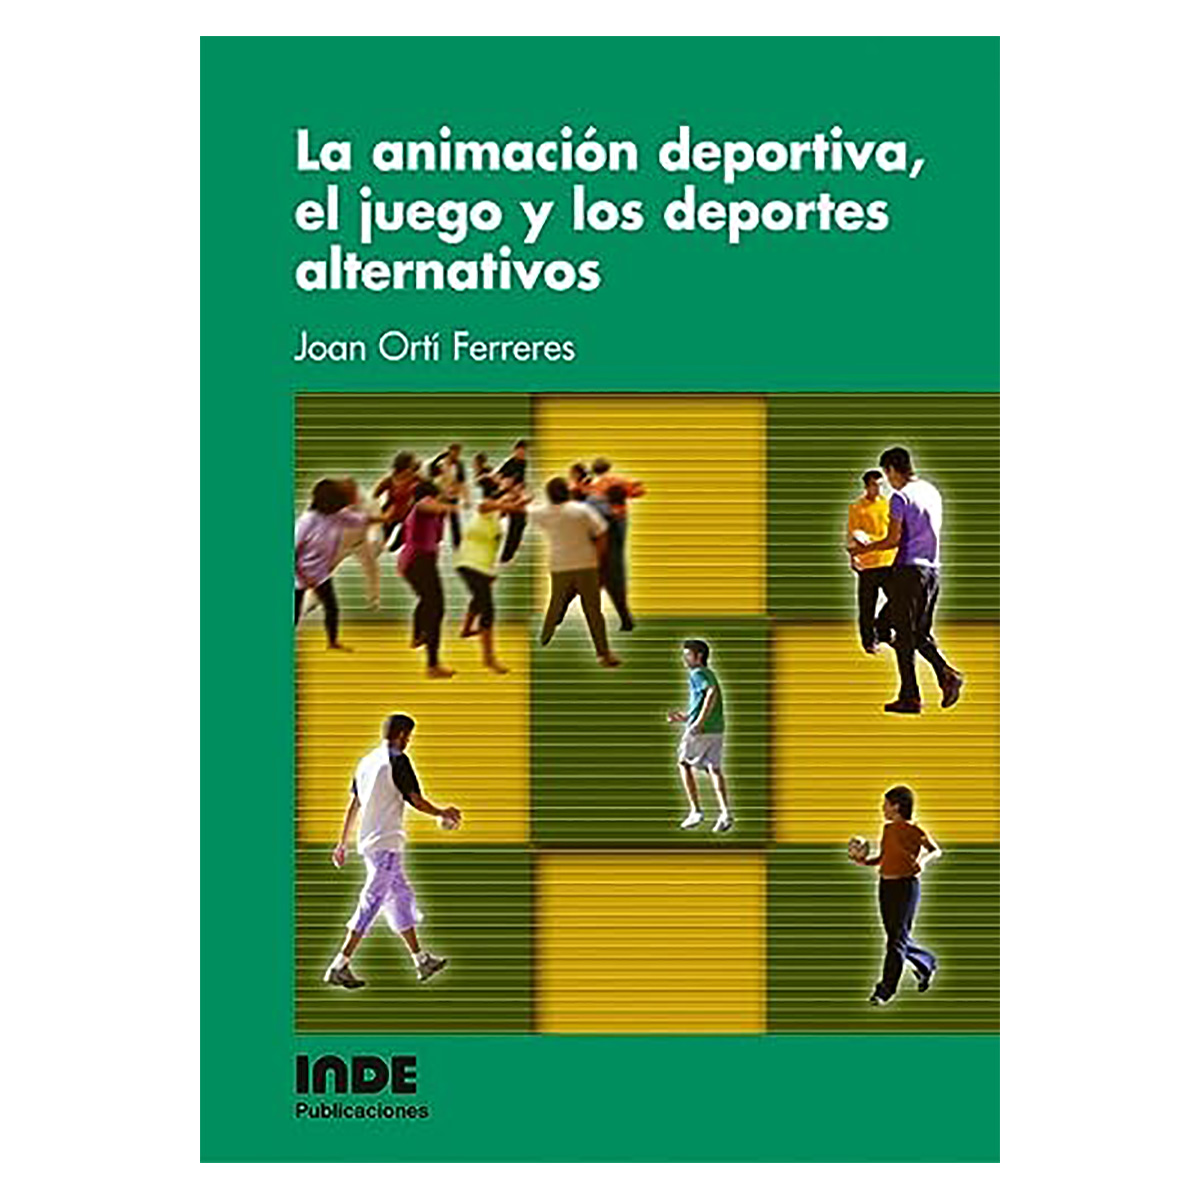 La animación deportiva,
el juego y los deportes
alternativos
Joan Ortí Ferreres
INDE
Publicaciones